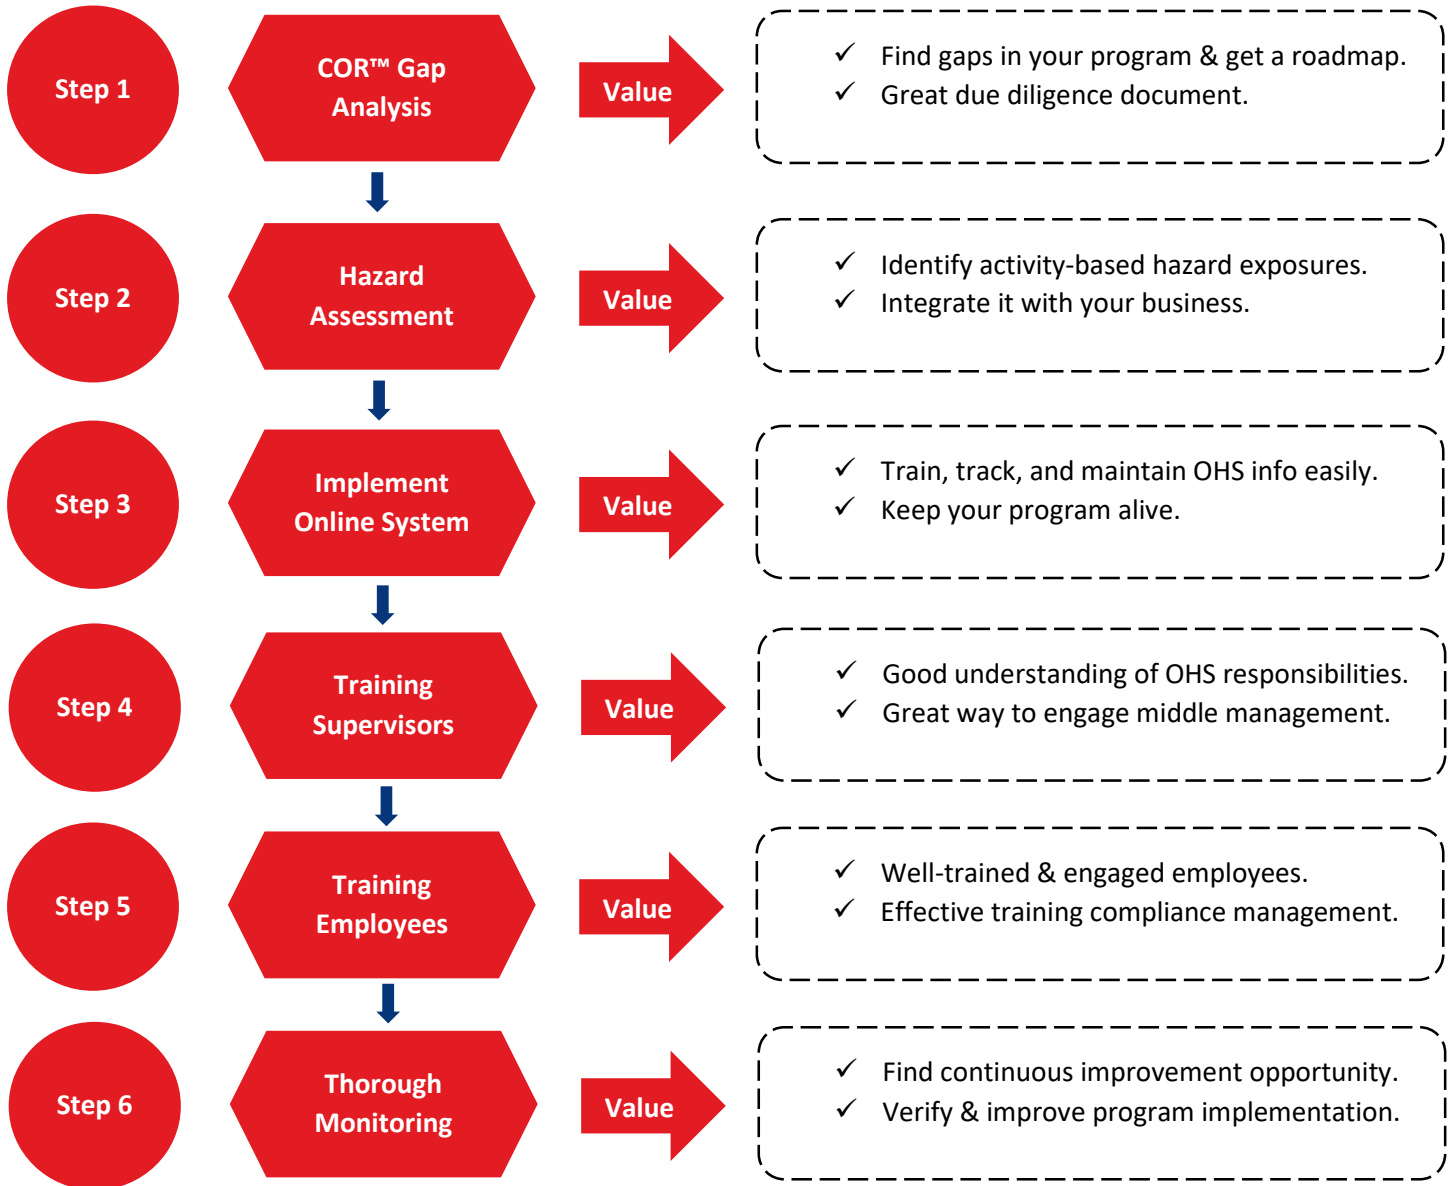 Step 1
COR™ Gap
Analysis
Value
✓ Find gaps in your program & get a roadmap.
✓ Great due diligence document.
Step 2
Hazard
Assessment
Value
✓ Identify activity-based hazard exposures.
✓ Integrate it with your business.
Step 3
Implement
Online System
Value
✓ Train, track, and maintain OHS info easily.
✓ Keep your program alive.
Step 4
Training
Supervisors
Value
✓ Good understanding of OHS responsibilities.
✓ Great way to engage middle management.
Step 5
Training
Employees
Value
✓ Well-trained & engaged employees.
✓ Effective training compliance management.
Step 6
Thorough
Monitoring
Value
✓ Find continuous improvement opportunity.
✓ Verify & improve program implementation.